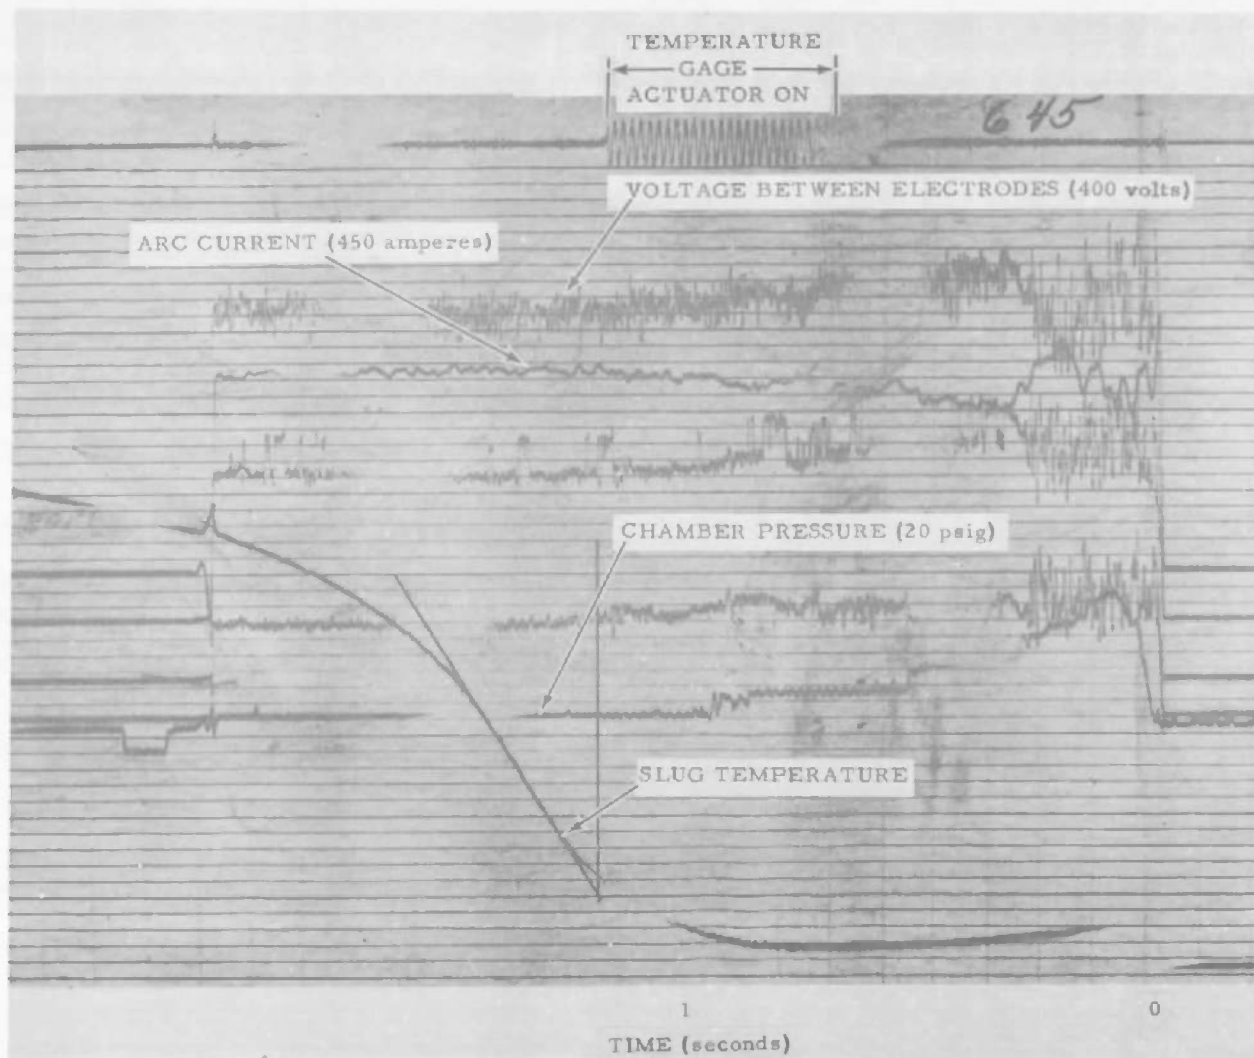 TEMPERATURE
GAGE
ACTUATOR ON
645
VOLTAGE BETWEEN ELECTRODES (400 volts)
ARC CURRENT (450 amperes)
CHAMBER PRESSURE (20 psig)
SLUG TEMPERATURE
1 0
TIME (seconds)